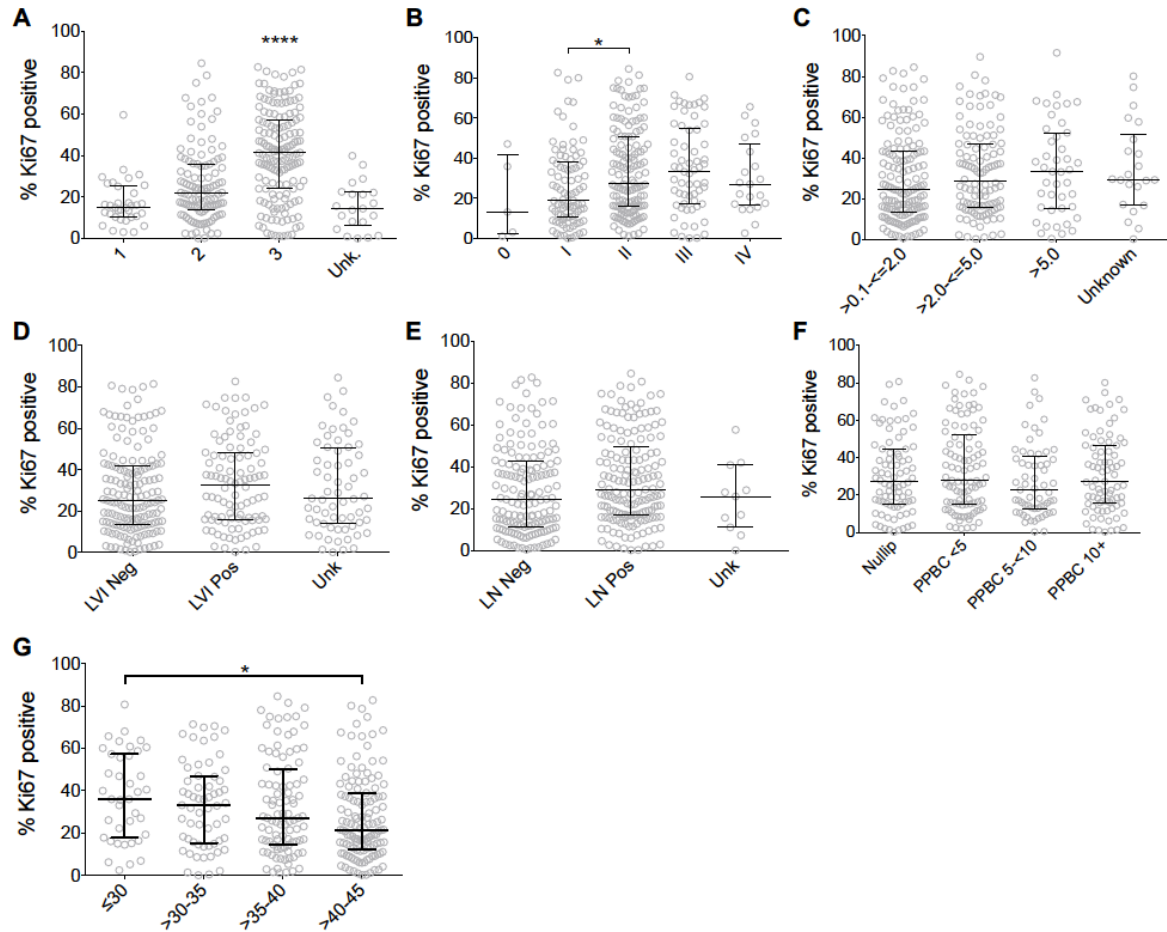 A
% Ki67 positive
100
80
60
40
20
0
****
1
2
3
Unk.
B
% Ki67 positive
100
80
60
40
20
0
*
0
I
II
III
IV
C
% Ki67 positive
100
80
60
40
20
0
>0.1-<=2.0
>2.0-<=5.0
>5.0
Unknown
D
% Ki67 positive
100
80
60
40
20
0
LVI Neg
LVI Pos
Unk
E
% Ki67 positive
100
80
60
40
20
0
LN Neg
LN Pos
Unk
F
% Ki67 positive
100
80
60
40
20
0
Nullip
PPBC <5
PPBC 5-<10
PPBC 10+
G
% Ki67 positive
100
80
60
40
20
0
*
≤30
>30-35
>35-40
>40-45